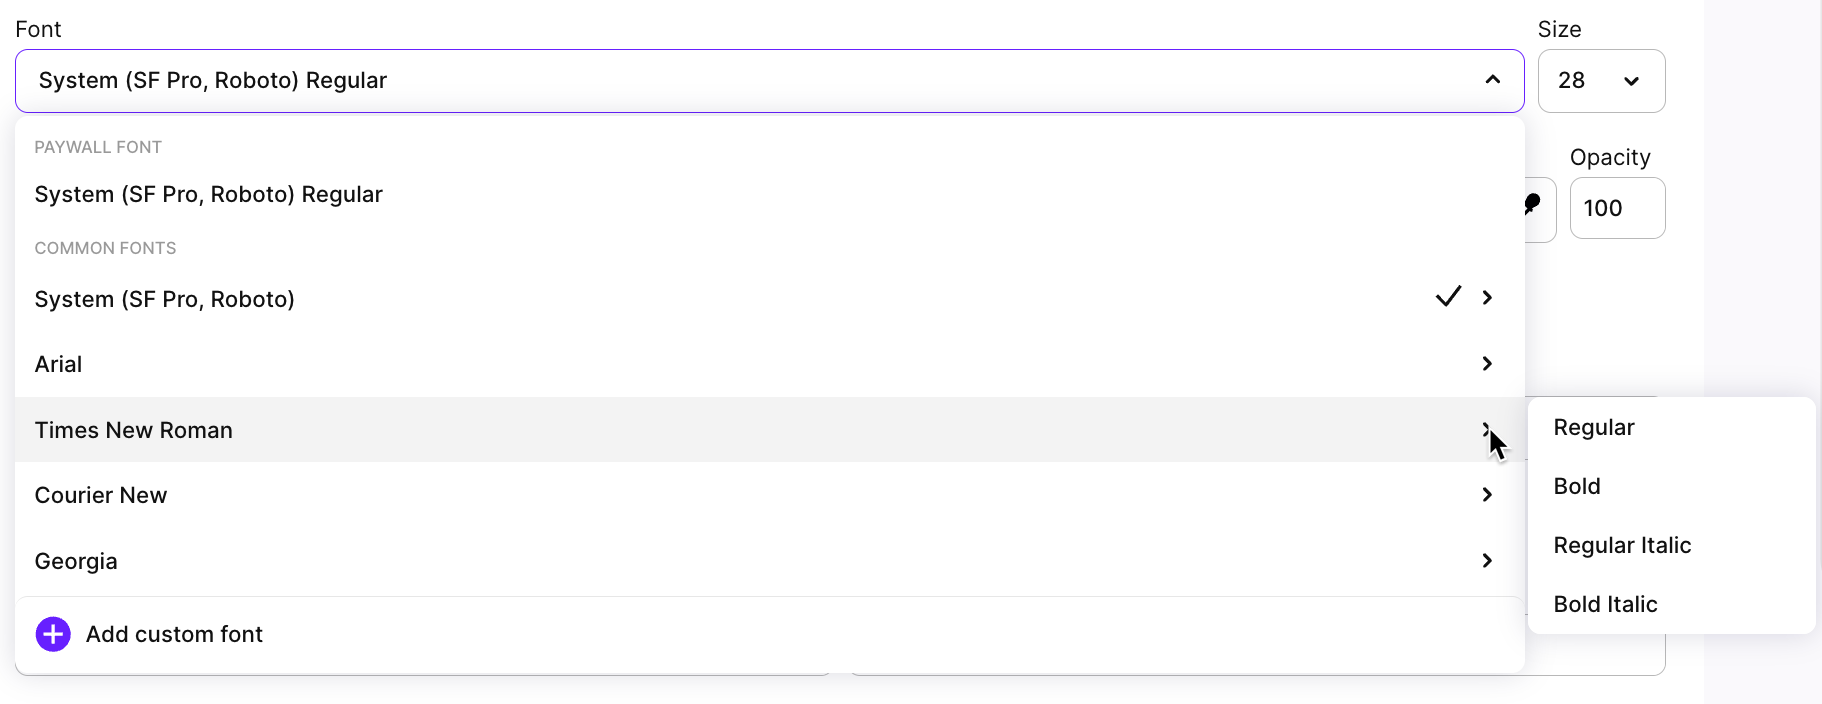 Font
Size
System (SF Pro, Roboto) Regular
28
PAYWALL FONT
Opacity
System (SF Pro, Roboto) Regular
100
COMMON FONTS
System (SF Pro, Roboto)
Arial
Times New Roman
Regular
Bold
Courier New
Regular Italic
Georgia
Bold Italic
Add custom font